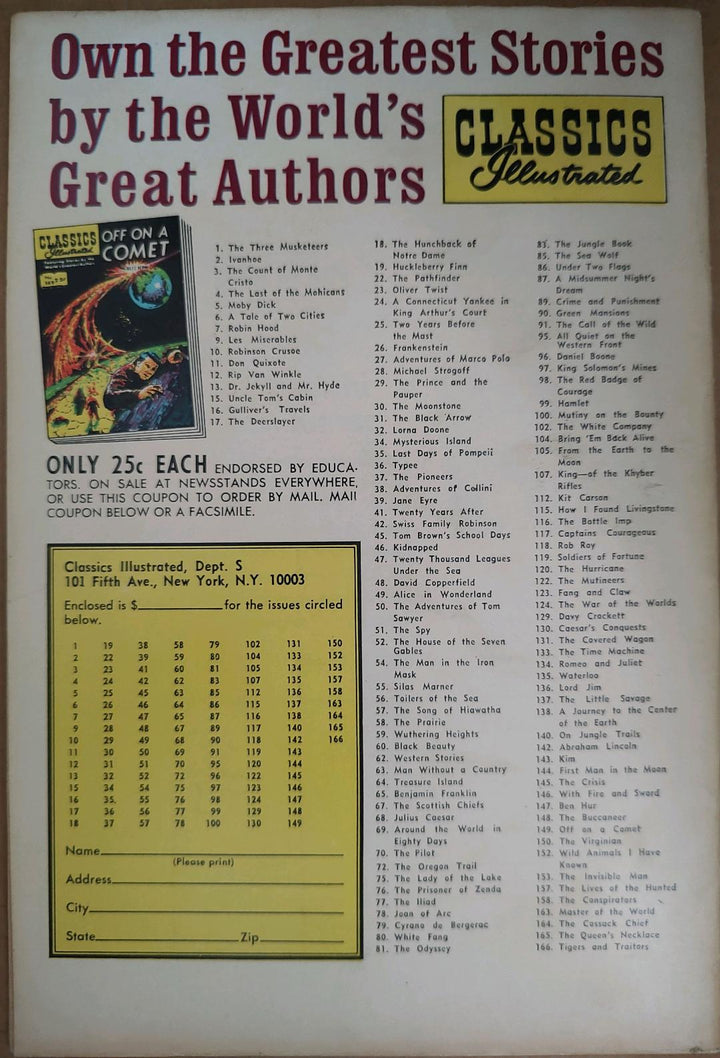 Own the Greatest Stories
by the World's
Great Authors
CLASSICS
Illustrated
CLASSICS
Illustrated
OFF ON A
COMET
1. The Three Musketeers
2. Ivanhoe
3. The Count of Monte
Cristo
4. The Last of the Mohicans
5. Moby Dick
6. A Tale of Two Cities
7. Robin Hood
9. Les Miserables
10. Robinson Crusoe
11. Don Quixote
12. Rip Van Winkle
13. Dr. Jekyll and Mr. Hyde
15. Uncle Tom's Cabin
16. Gulliver's Travels
17. The Deerslayer
ONLY 25c EACH ENDORSED BY EDUCA-
TORS. ON SALE AT NEWSSTANDS EVERYWHERE,
OR USE THIS COUPON TO ORDER BY MAIL. MAIL
COUPON BELOW OR A FACSIMILE.
Classics Illustrated, Dept. S
101 Fifth Ave., New York, N.Y. 10003
Enclosed is $ for the issues circled
below.
1 19 38 58 79 102 131 150
2 22 39 59 80 104 133 152
3 23 41 60 81 105 134 153
4 24 42 62 83 107 135 157
5 25 45 63 85 112 136 158
6 26 46 64 86 115 137 163
7 27 47 65 87 116 138 164
9 28 48 67 89 117 140 165
10 29 49 68 90 118 142 166
11 30 50 69 91 119 143
12 31 51 70 95 120 144
13 32 52 72 96 122 145
15 34 54 75 97 123 146
16 35. 55 76 98 124 147
17 36 56 77 99 129 148
18 37 57 78 100 130 149
Name
(Please print)
Address
City
State Zip
18. The Hunchback of
Notre Dame
19. Huckleberry Finn
22. The Pathfinder
23. Oliver Twist
24. A Connecticut Yankee in
King Arthur's Court
25. Two Years Before
the Mast
26. Frankenstein
27. Adventures of Marco Polo
28. Michael Strogoff
29. The Prince and the
Pauper
30. The Moonstone
31. The Black Arrow
32. Lorna Doone
34. Mysterious Island
35. Last Days of Pompeii
36. Typee
37. The Pioneers
38. Adventures of Cellini
39. Jane Eyre
41. Twenty Years After
42. Swiss Family Robinson
45. Tom Brown's School Days
46. Kidnapped
47. Twenty Thousand Leagues
Under the Sea
48. David Copperfield
49. Alice in Wonderland
50. The Adventures of Tom
Sawyer
51. The Spy
52. The House of the Seven
Gables
54. The Man in the Iron
Mask
55. Silas Marner
56. Toilers of the Sea
57. The Song of Hiawatha
58. The Prairie
59. Wuthering Heights
60. Black Beauty
62. Western Stories
63. Man Without a Country
64. Treasure Island
65. Benjamin Franklin
67. The Scottish Chiefs
68. Julius Caesar
69. Around the World in
Eighty Days
70. The Pilot
72. The Oregon Trail
75. The Lady of the Lake
76. The Prisoner of Zenda
77. The Iliad
78. Joan of Arc
79. Cyrano de Bergerac
80. White Fang
81. The Odyssey
83. The Jungle Book
85. The Sea Wolf
86. Under Two Flags
87. A Midsummer Night's
Dream
89. Crime and Punishment
90. Green Mansions
91. The Call of the Wild
95. All Quiet on the
Western Front
96. Daniel Boone
97. King Solomon's Mines
98. The Red Badge of
Courage
99. Hamlet
100. Mutiny on the Bounty
102. The White Company
104. Bring 'Em Back Alive
105. From the Earth to the
Moon
107. King—of the Khyber
Rifles
112. Kit Carson
115. How I Found Livingstone
116. The Bottle Imp
117. Captains Courageous
118. Rob Roy
119. Soldiers of Fortune
120. The Hurricane
122. The Mutineers
123. Fang and Claw
124. The War of the Worlds
129. Davy Crockett
130. Caesar's Conquests
131. The Covered Wagon
133. The Time Machine
134. Romeo and Juliet
135. Waterloo
136. Lord Jim
137. The Little Savage
138. A Journey to the Center
of the Earth
140. On Jungle Trails
142. Abraham Lincoln
143. Kim
144. First Man in the Moon
145. The Crisis
146. With Fire and Sword
147. Ben Hur
148. The Buccaneer
149. Off on a Comet
150. The Virginian
152. Wild Animals I Have
Known
153. The Invisible Man
157. The Lives of the Hunted
158. The Conspirators
163. Master of the World
164. The Cossack Chief
165. The Queen's Necklace
166. Tigers and Traitors